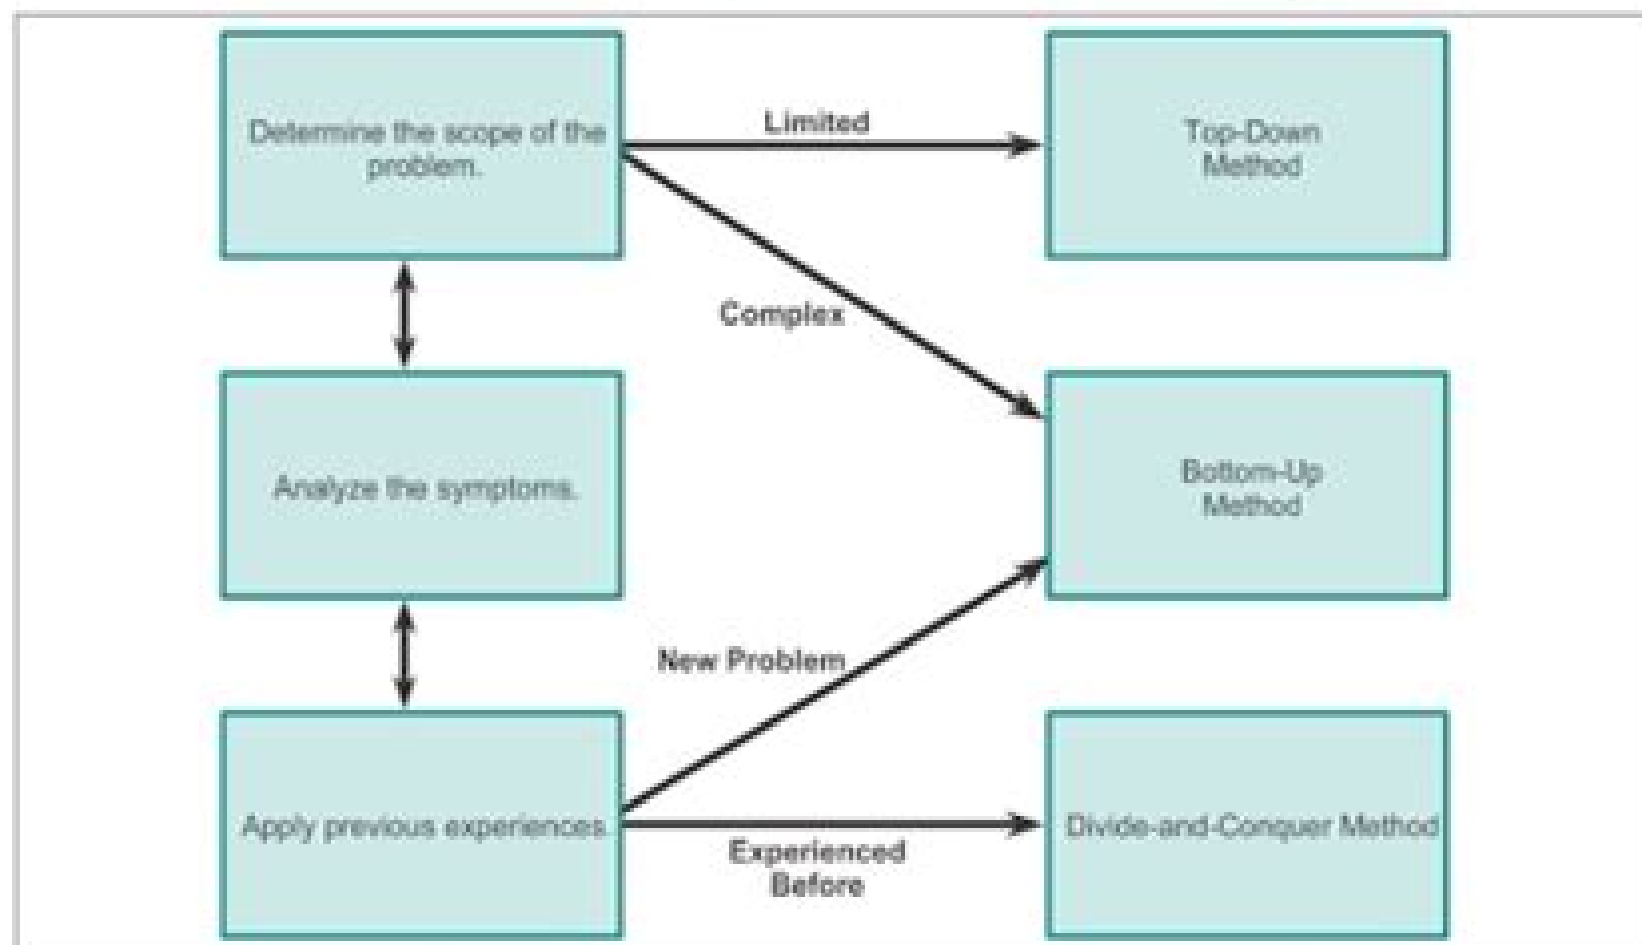 Determine the scope of the
problem.
Limited
Top-Down
Method
Complex
Analyze the symptoms.
Bottom-Up
Method
New Problem
Apply previous experiences.
Experienced
Before
Divide-and-Conquer Method